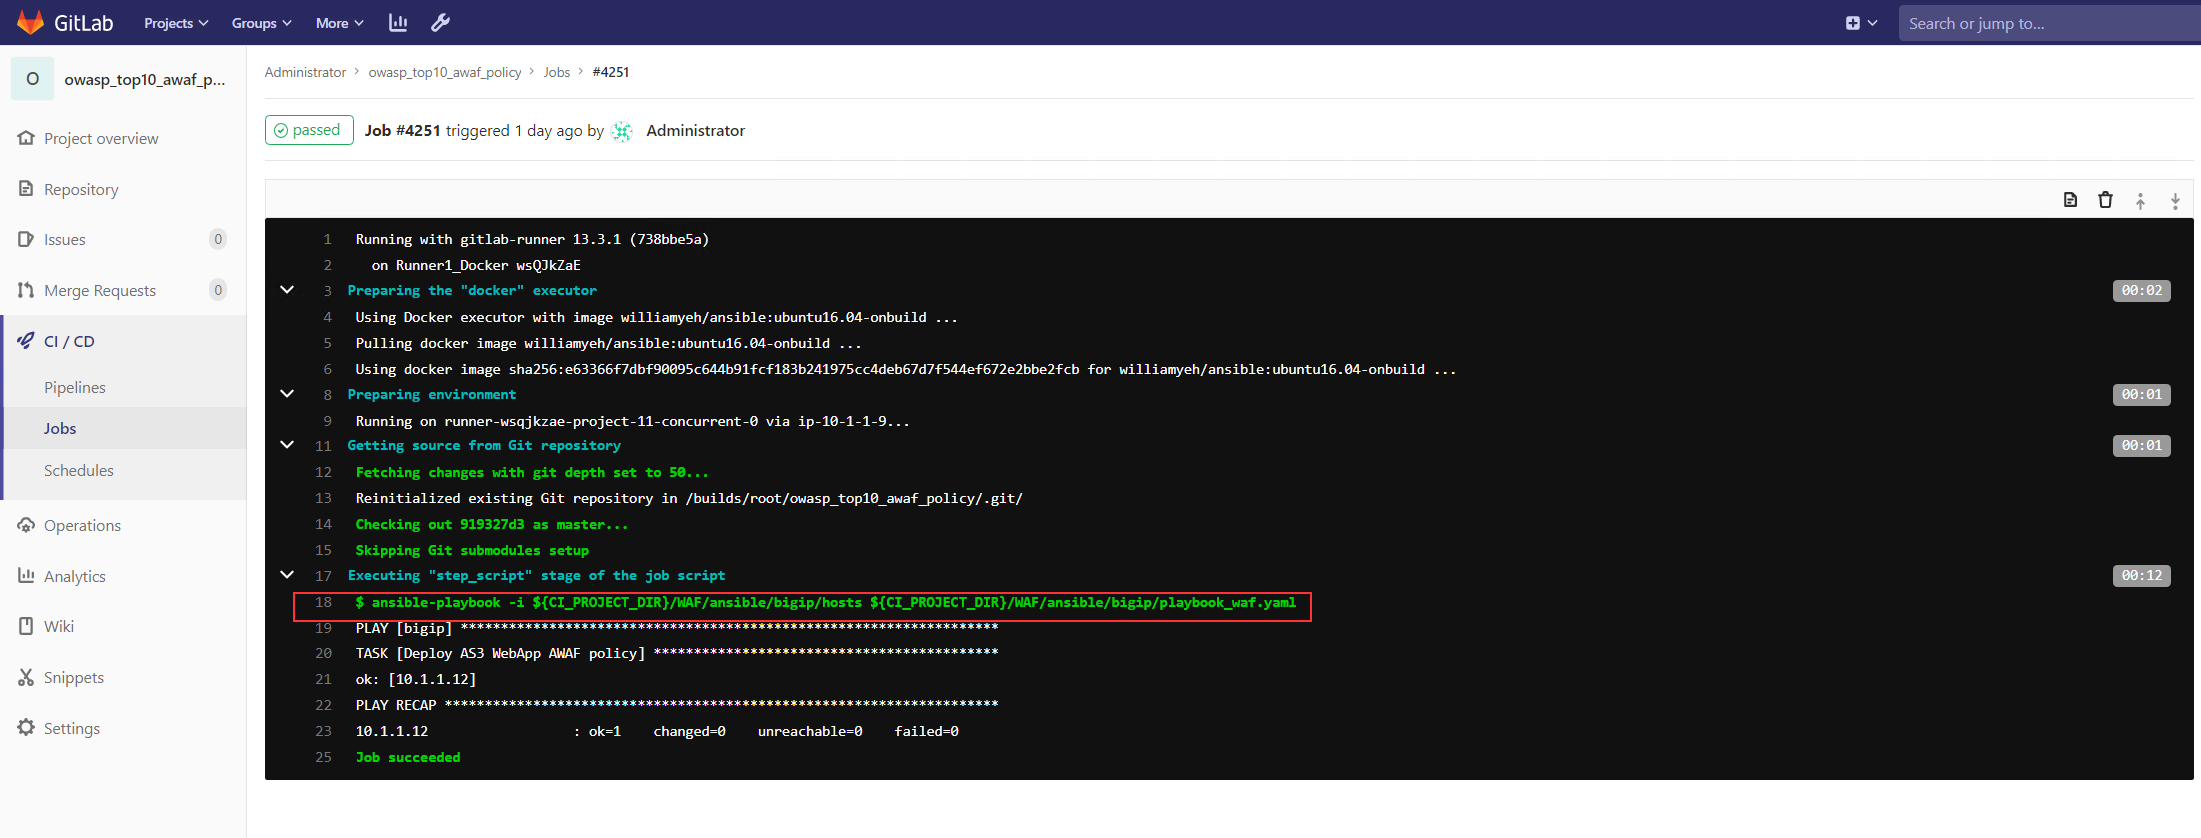 GitLab Projects Groups More Search or jump to...
O owasp_top10_awaf_p...
Project overview
Repository
Issues 0
Merge Requests 0
CI / CD
Pipelines
Jobs
Schedules
Operations
Analytics
Wiki
Snippets
Settings
Administrator > owasp_top10_awaf_policy > Jobs > #4251
passed Job #4251 triggered 1 day ago by Administrator
1 Running with gitlab-runner 13.3.1 (738bbe5a)
2 on Runner1_Docker wsQJkZaE
3 Preparing the "docker" executor 00:02
4 Using Docker executor with image williamyeh/ansible:ubuntu16.04-onbuild ...
5 Pulling docker image williamyeh/ansible:ubuntu16.04-onbuild ...
6 Using docker image sha256:e63366f7dbf90095c644b91fcf183b241975cc4deb67d7f544ef672e2bbe2fcb for williamyeh/ansible:ubuntu16.04-onbuild ...
8 Preparing environment 00:01
9 Running on runner-wsqjkzae-project-11-concurrent-0 via ip-10-1-1-9...
11 Getting source from Git repository 00:01
12 Fetching changes with git depth set to 50...
13 Reinitialized existing Git repository in /builds/root/owasp_top10_awaf_policy/.git/
14 Checking out 919327d3 as master...
15 Skipping Git submodules setup
17 Executing "step_script" stage of the job script 00:12
18 $ ansible-playbook -i ${CI_PROJECT_DIR}/WAF/ansible/bigip/hosts ${CI_PROJECT_DIR}/WAF/ansible/bigip/playbook_waf.yaml
19 PLAY [bigip] *******************************************************************
20 TASK [Deploy AS3 WebApp AWAF policy] *******************************************
21 ok: [10.1.1.12]
22 PLAY RECAP *********************************************************************
23 10.1.1.12 : ok=1 changed=0 unreachable=0 failed=0
25 Job succeeded